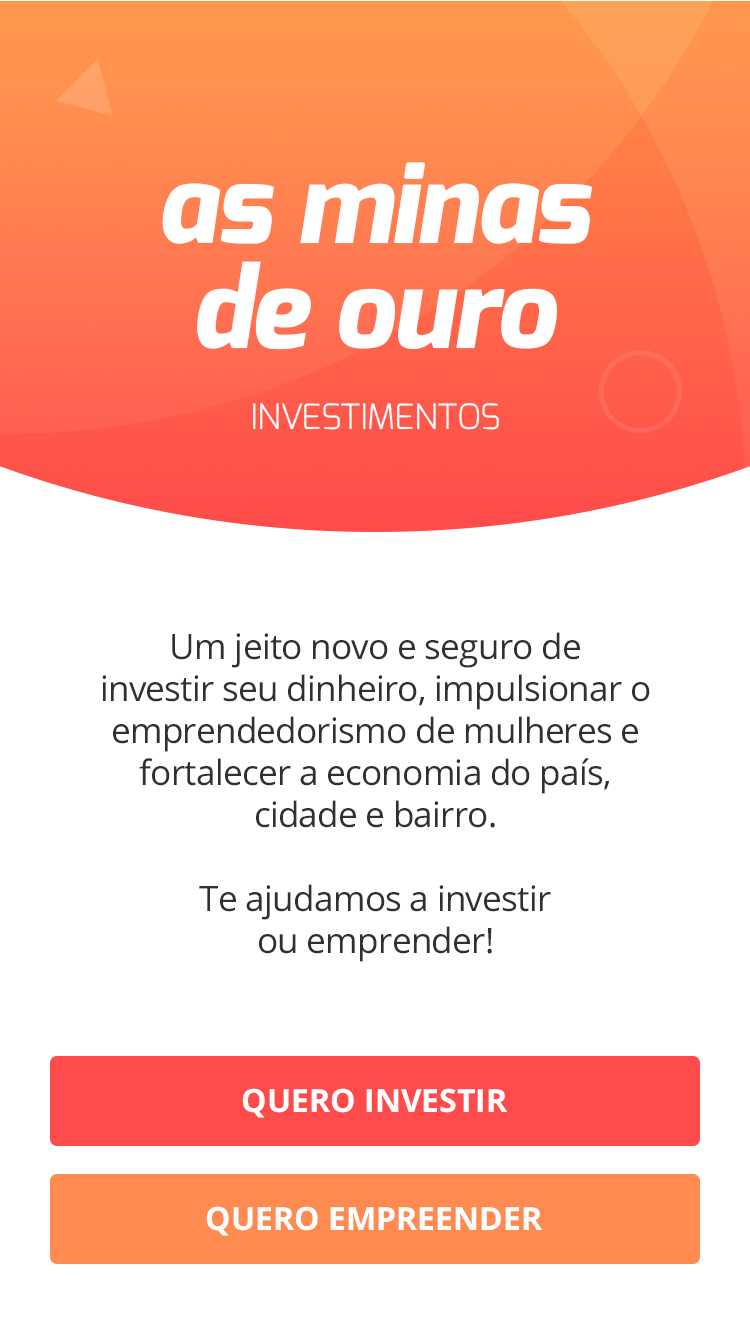 as minas
de ouro
INVESTIMENTOS
Um jeito novo e seguro de
investir seu dinheiro, impulsionar o
emprendedorismo de mulheres e
fortalecer a economia do país,
cidade e bairro.
Te ajudamos a investir
ou emprender!
QUERO INVESTIR
QUERO EMPREENDER